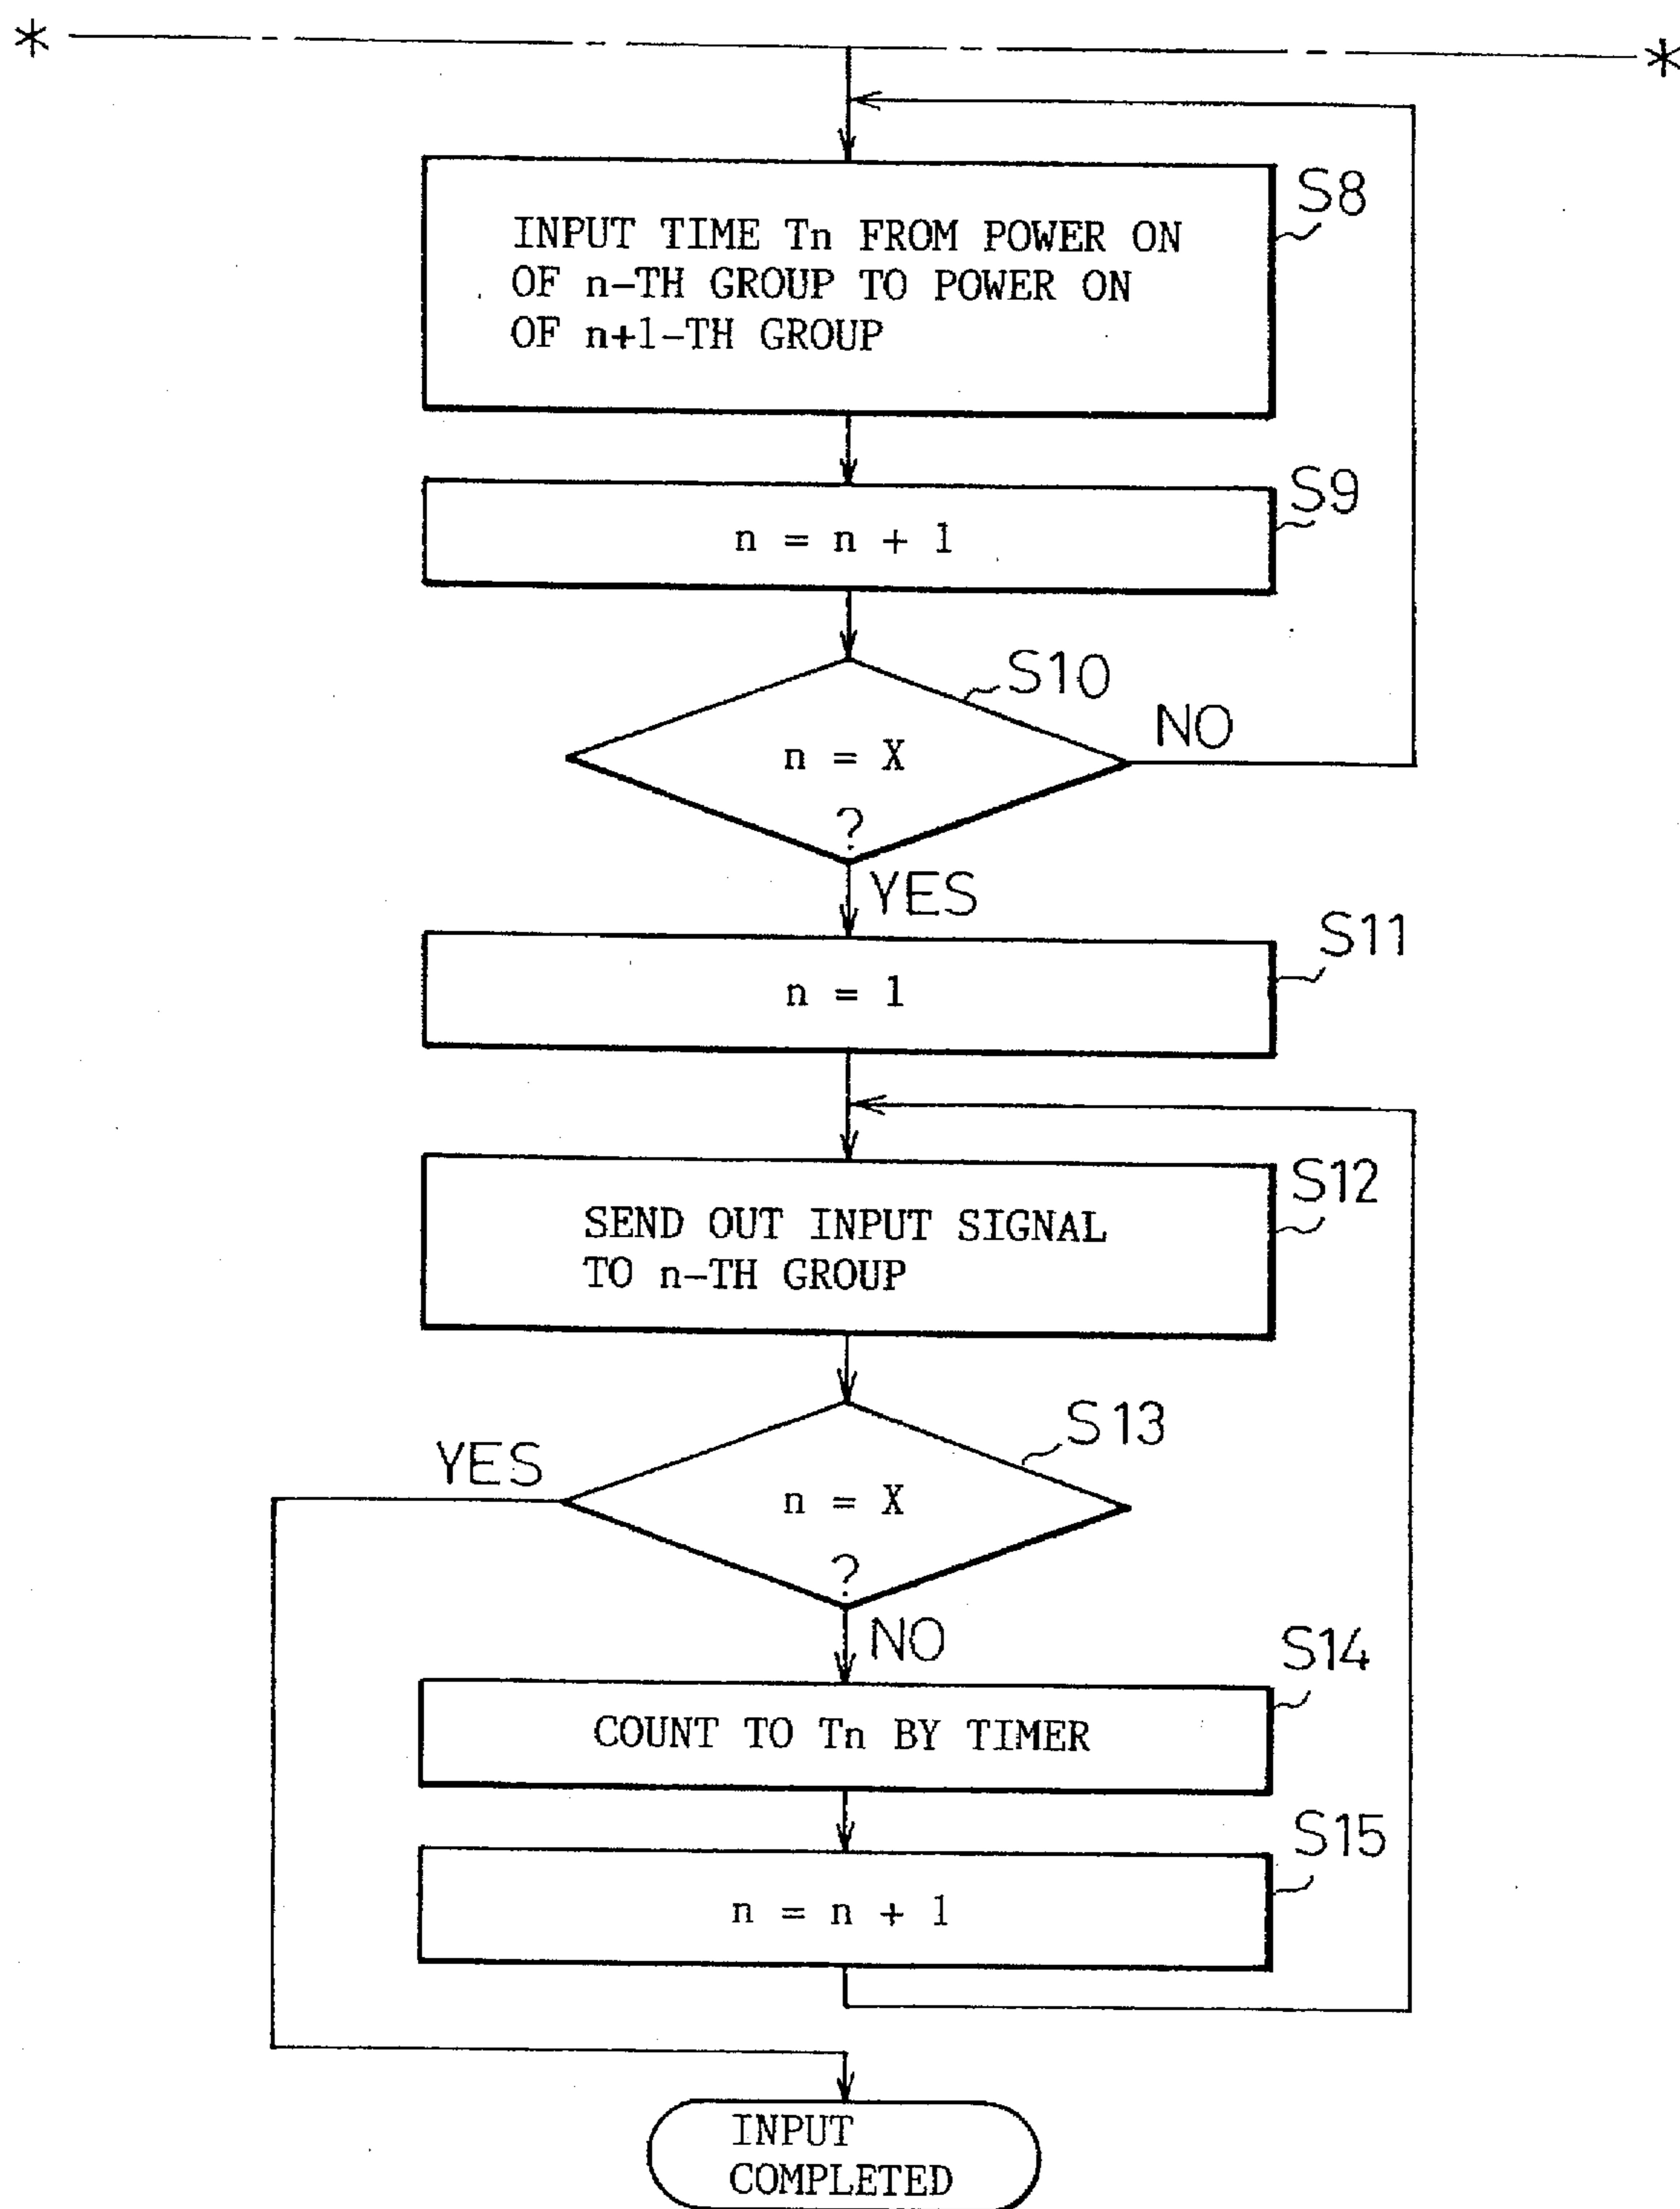 *
*
S8
INPUT TIME Tn FROM POWER ON
OF n-TH GROUP TO POWER ON
OF n+1-TH GROUP
S9
n = n + 1
S10
NO
n = X
?
YES
S11
n = 1
S12
SEND OUT INPUT SIGNAL
TO n-TH GROUP
S13
YES
n = X
?
NO
S14
COUNT TO Tn BY TIMER
S15
n = n + 1
INPUT
COMPLETED